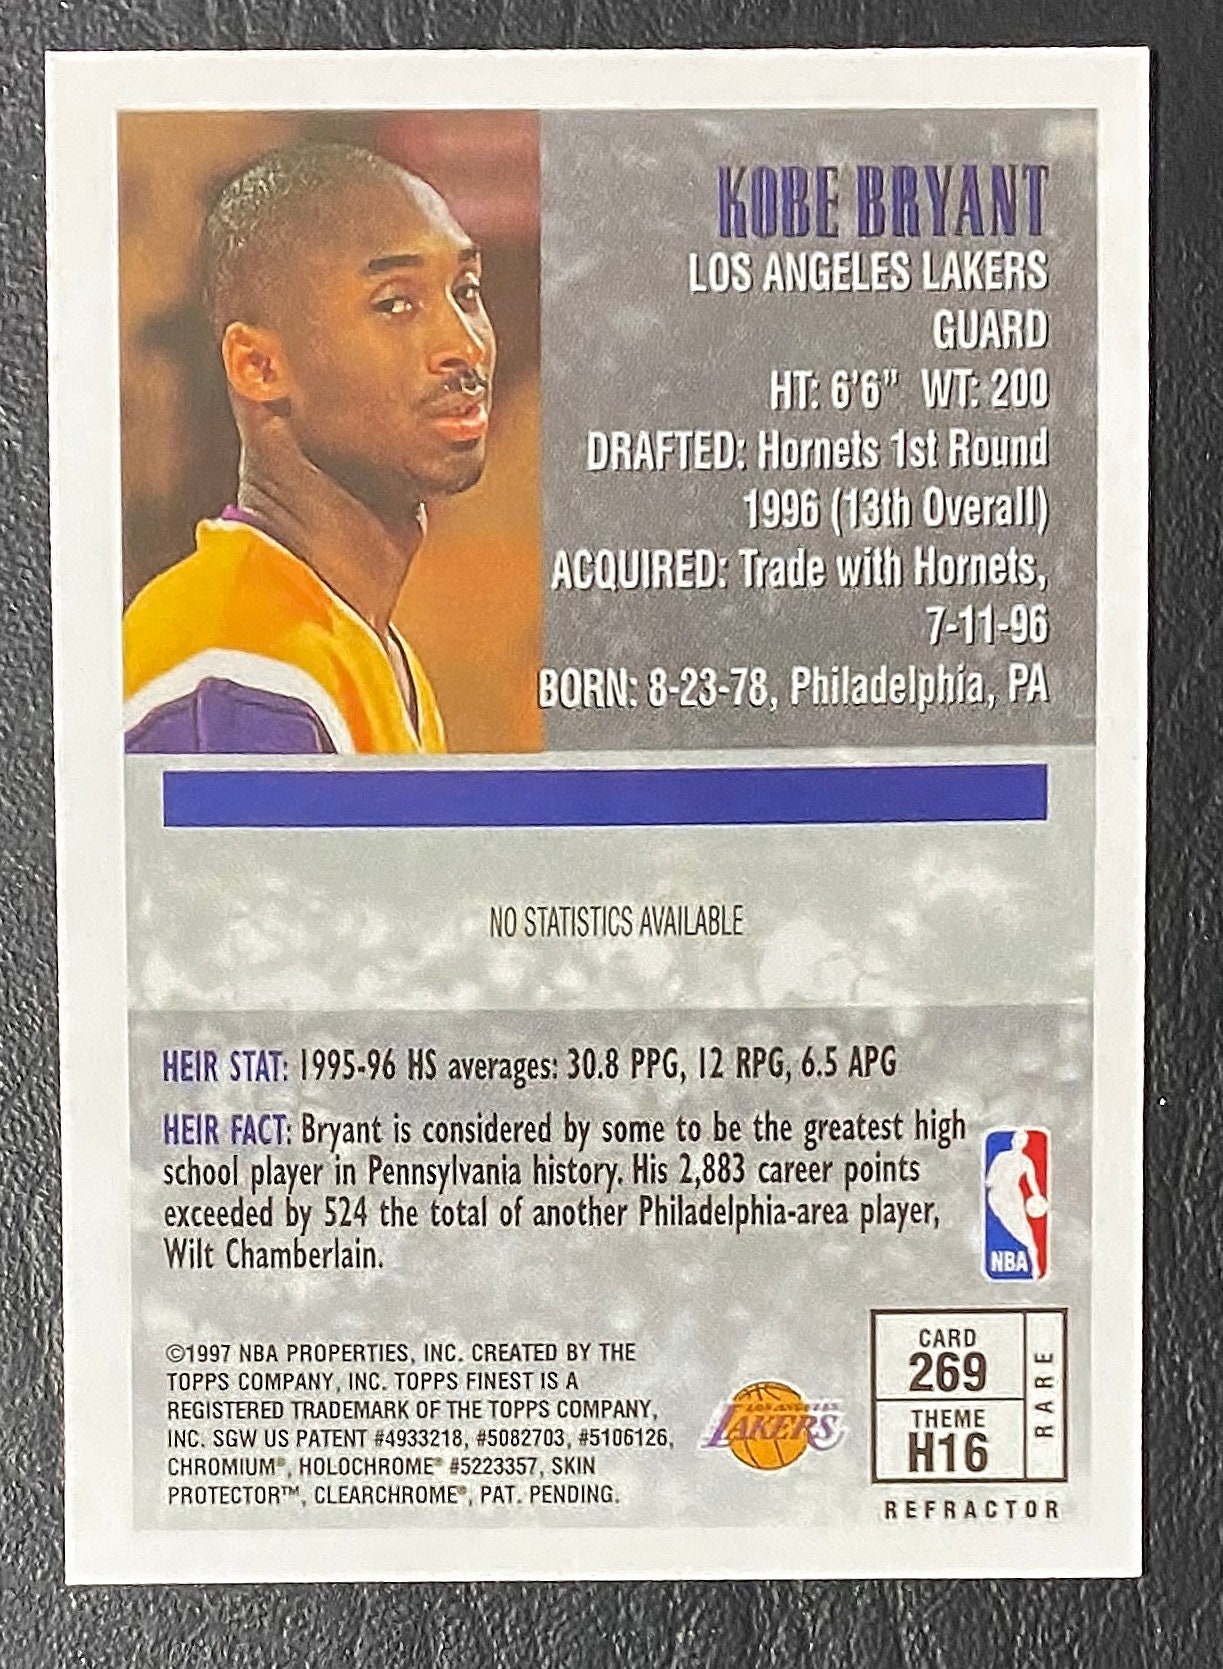 KOBE BRYANT
LOS ANGELES LAKERS
GUARD
HT: 6'6” WT: 200
DRAFTED: Hornets 1st Round
1996 (13th Overall)
ACQUIRED: Trade with Hornets,
7-11-96
BORN: 8-23-78, Philadelphia, PA
NO STATISTICS AVAILABLE
HEIR STAT: 1995-96 HS averages: 30.8 PPG, 12 RPG, 6.5 APG
HEIR FACT: Bryant is considered by some to be the greatest high
school player in Pennsylvania history. His 2,883 career points
exceeded by 524 the total of another Philadelphia-area player,
Wilt Chamberlain.
NBA
©1997 NBA PROPERTIES, INC. CREATED BY THE
TOPPS COMPANY, INC. TOPPS FINEST IS A
REGISTERED TRADEMARK OF THE TOPPS COMPANY,
INC. SGW US PATENT #4933218, #5082703, #5106126,
CHROMIUM®, HOLOCHROME® #5223357, SKIN
PROTECTOR™, CLEARCHROME®, PAT. PENDING.
LOS ANGELES
LAKERS
CARD
269
THEME
H16
RARE
REFRACTOR